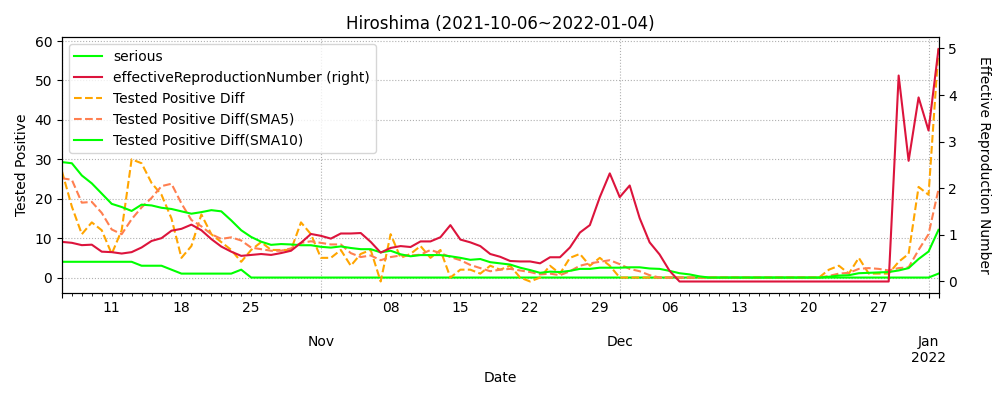 Hiroshima (2021-10-06~2022-01-04)
serious
effectiveReproductionNumber (right)
Tested Positive Diff
Tested Positive Diff(SMA5)
Tested Positive Diff(SMA10)
Tested Positive
60
50
40
30
20
10
0
Effective Reproduction Number
5
4
3
2
1
0
11 18 25 08 15 22 29 06 13 20 27
Nov Dec Jan
2022
Date